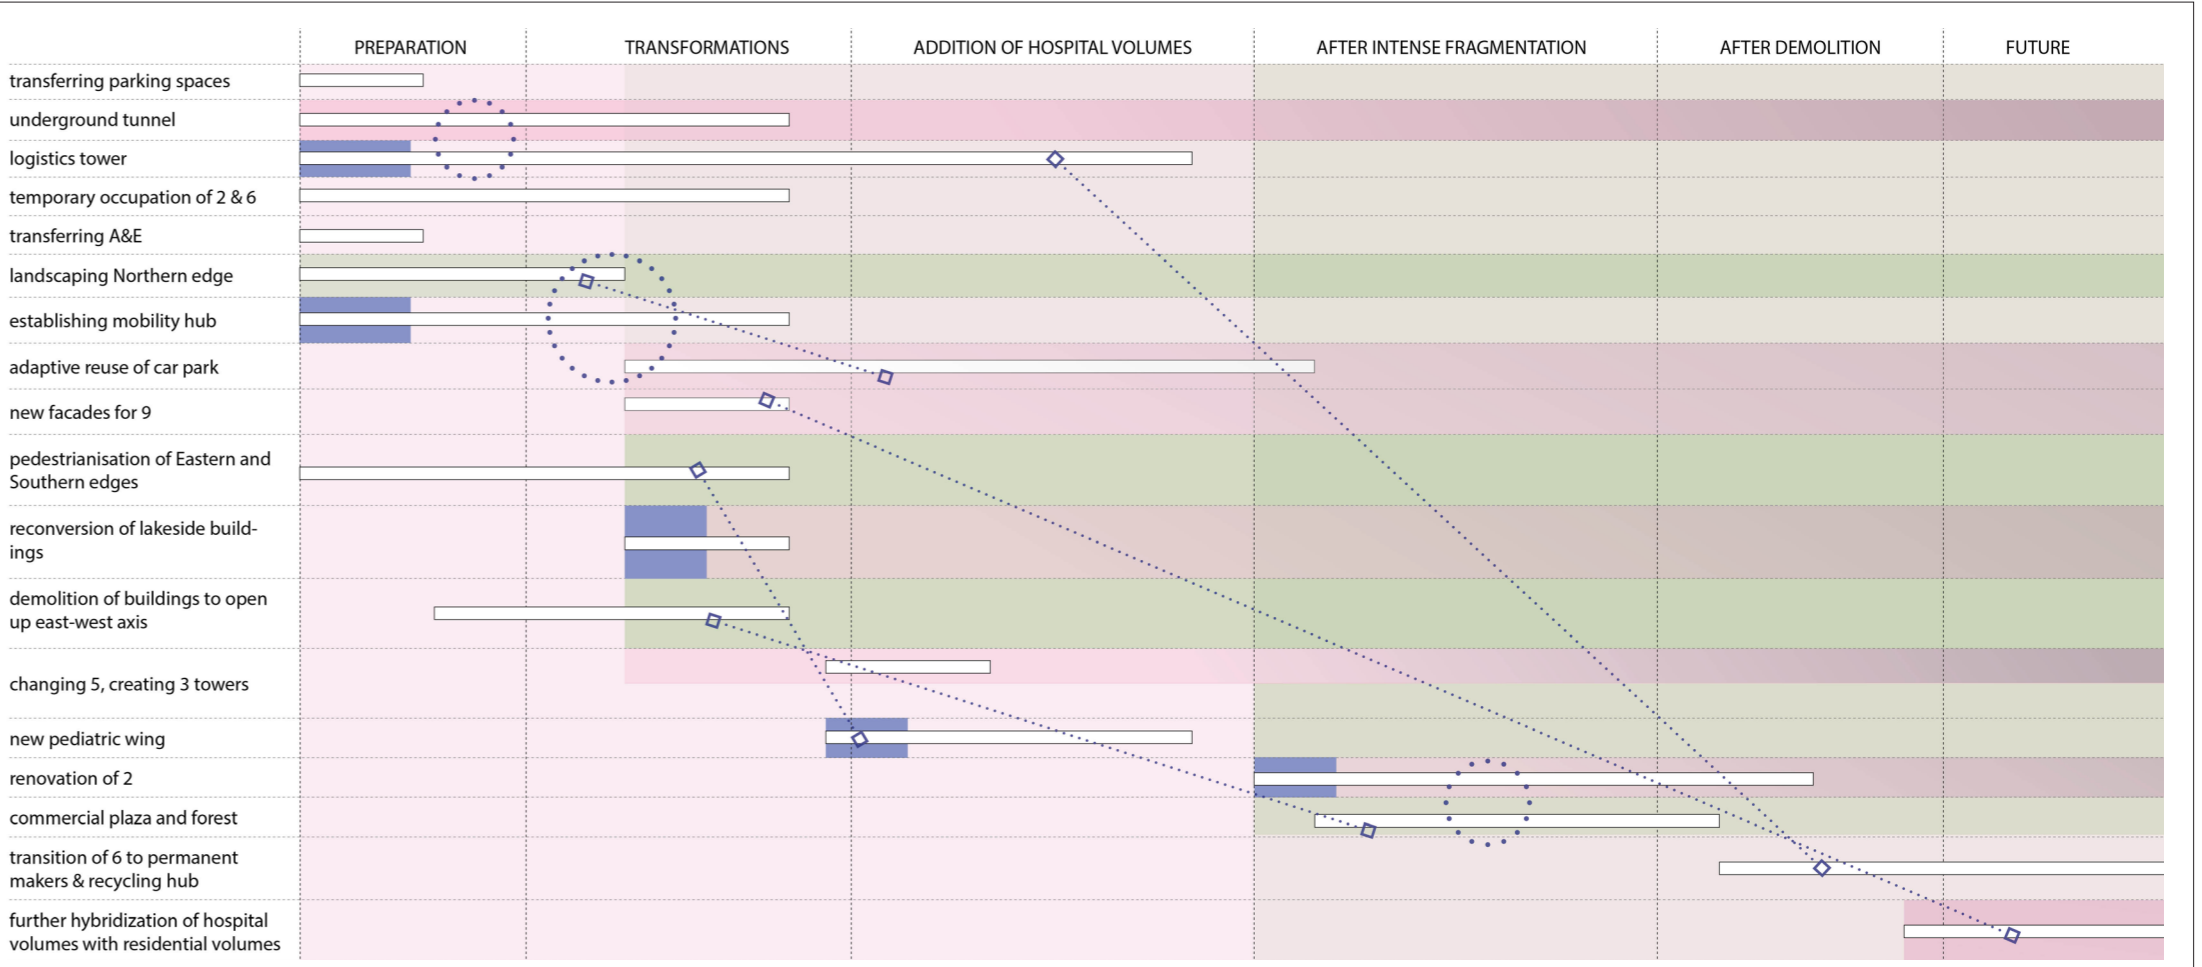 PREPARATION TRANSFORMATIONS ADDITION OF HOSPITAL VOLUMES AFTER INTENSE FRAGMENTATION AFTER DEMOLITION FUTURE
transferring parking spaces
underground tunnel
logistics tower
temporary occupation of 2 & 6
transferring A&E
landscaping Northern edge
establishing mobility hub
adaptive reuse of car park
new facades for 9
pedestrianisation of Eastern and
Southern edges
reconversion of lakeside build-
ings
demolition of buildings to open
up east-west axis
changing 5, creating 3 towers
new pediatric wing
renovation of 2
commercial plaza and forest
transition of 6 to permanent
makers & recycling hub
further hybridization of hospital
volumes with residential volumes